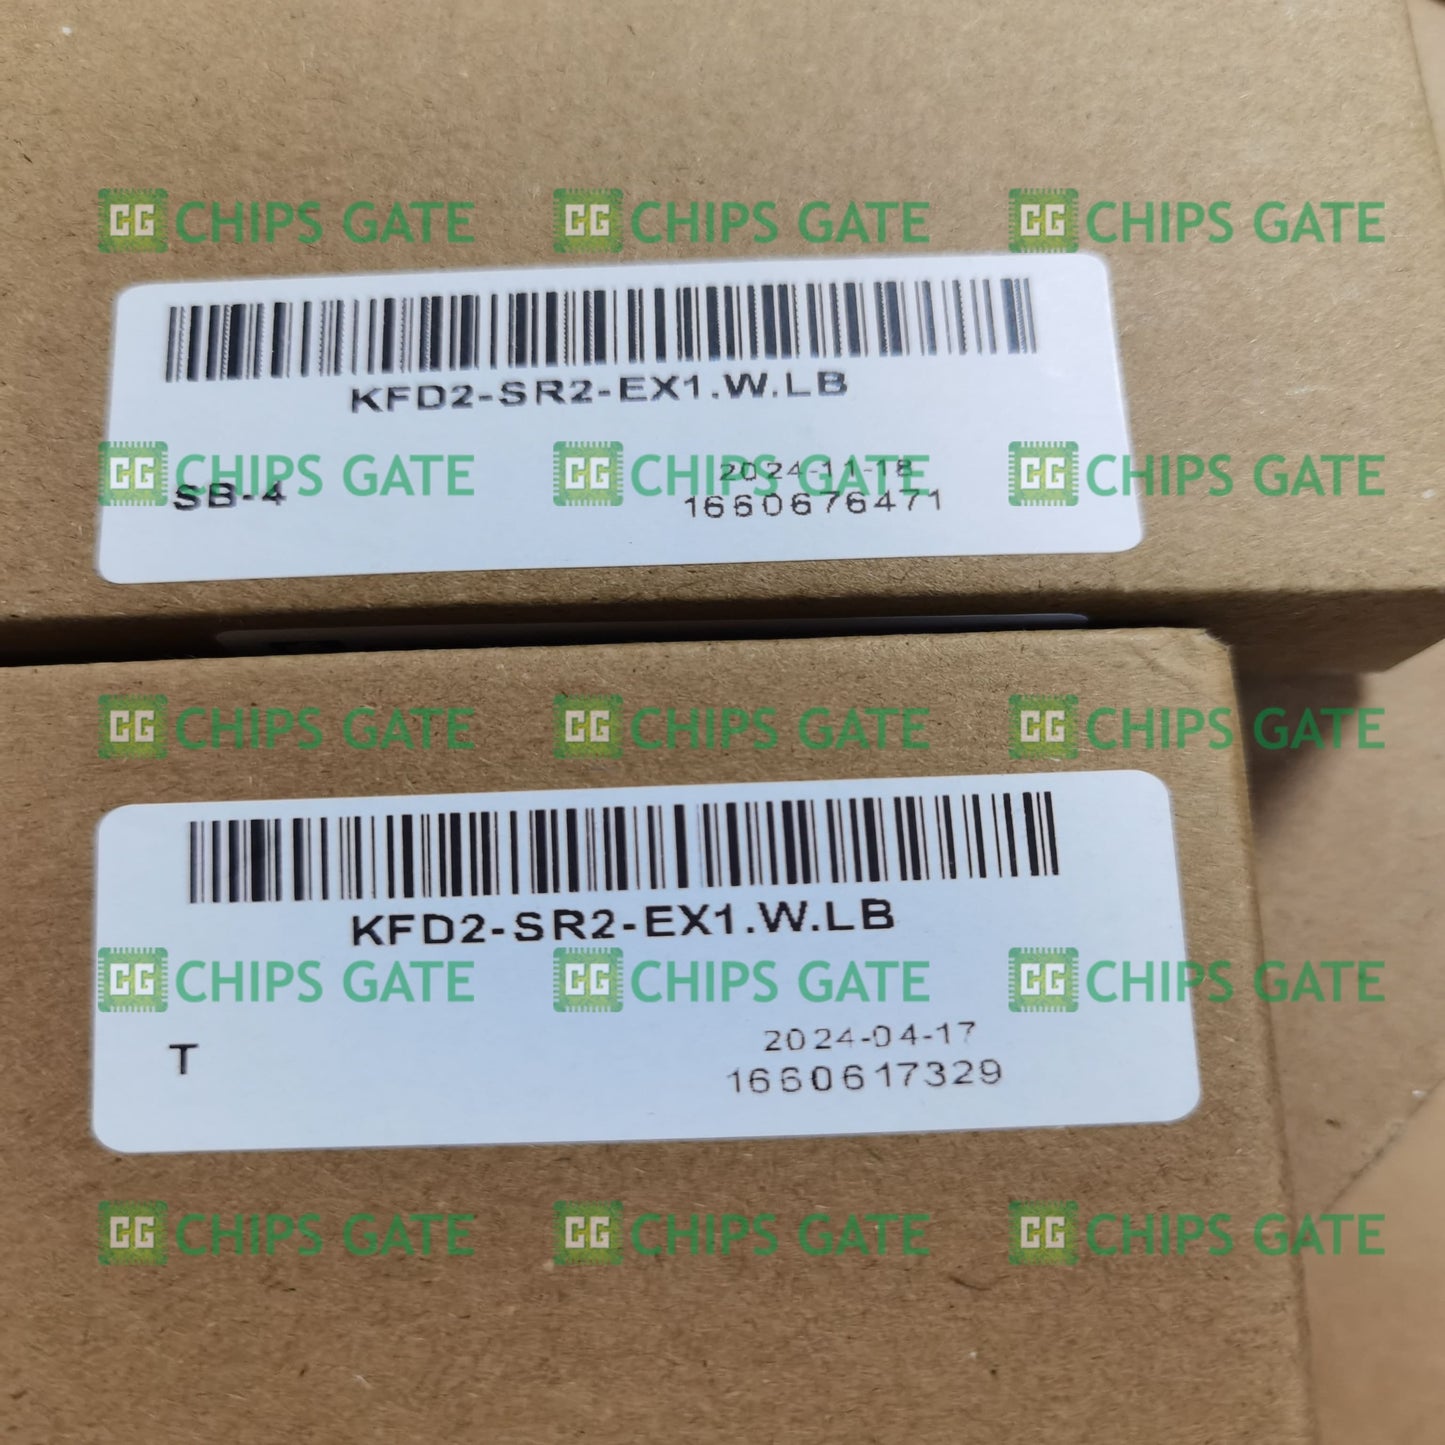 CG CHIPS GATE CG CHIPS GATE CG CHIPS GATE
KFD2-SR2-EX1.W.LB
CG CHIPS GATE CG CHIPS GATE CG CHIPS GATE
2024-11-18
SB-4
1660676471
CG CHIPS GATE CG CHIPS GATE CG CHIPS GATE
KFD2-SR2-EX1.W.LB
CG CHIPS GATE CG CHIPS GATE CG CHIPS GATE
2024-04-17
T
1660617329
CG CHIPS GATE CG CHIPS GATE CG CHIPS GATE